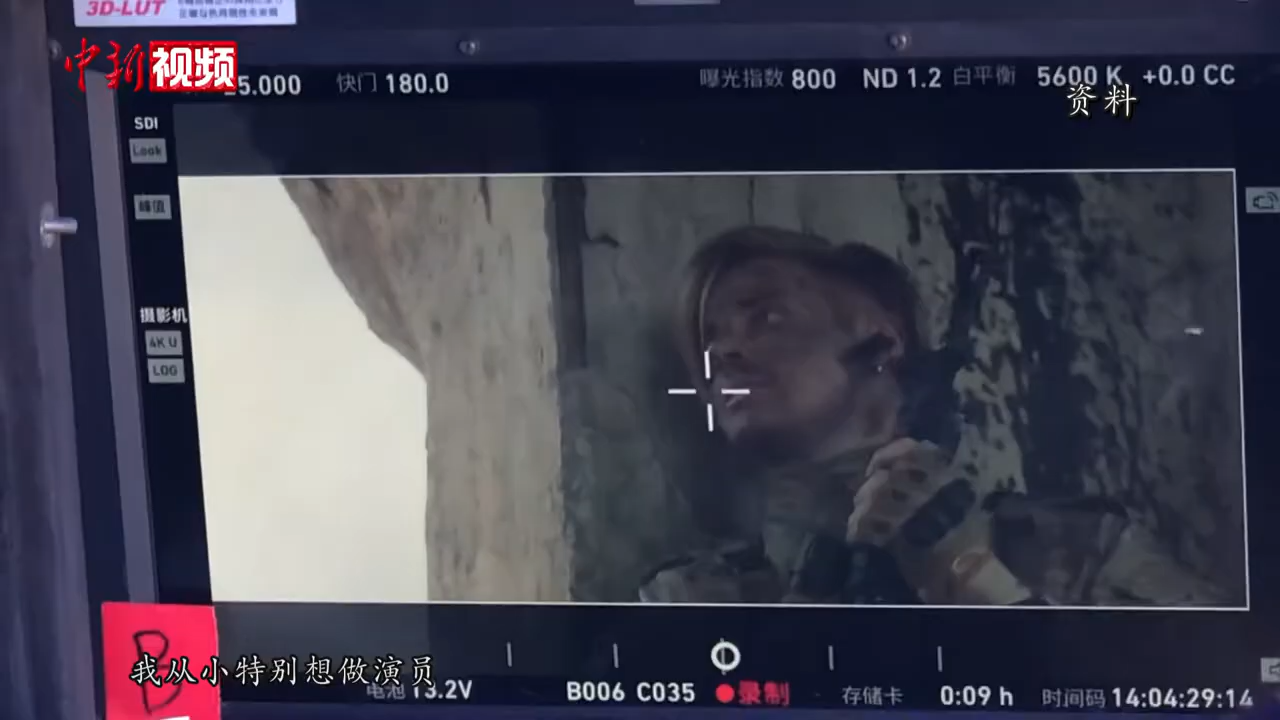 3D-LUT
中新视频
5.000 快门 180.0 曝光指数 800 ND 1.2 白平衡 5600 K +0.0 CC
资料
SDI
Look
峰值
摄影机
4K U
LOG
B
我从小特别想做演员
电池 13.2V B006 C035 录制 存储卡 0:09 h 时间码 14:04:29:14